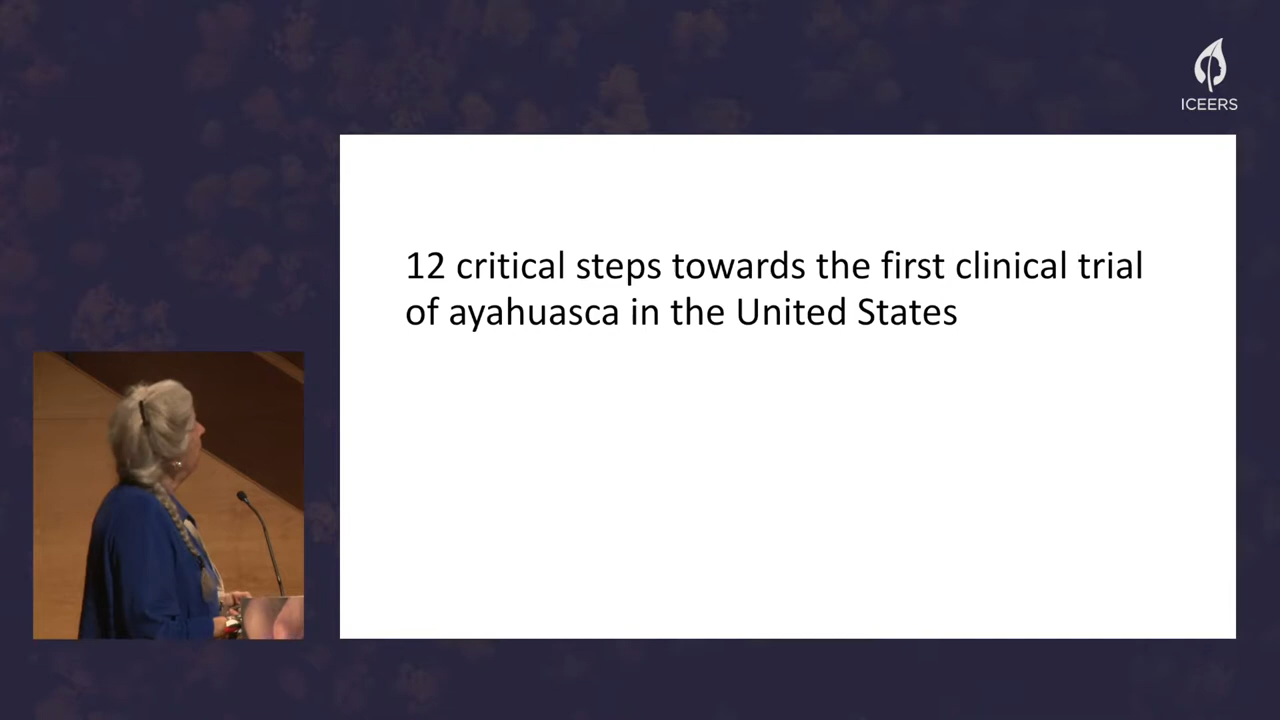 ICEERS
12 critical steps towards the first clinical trial
of ayahuasca in the United States